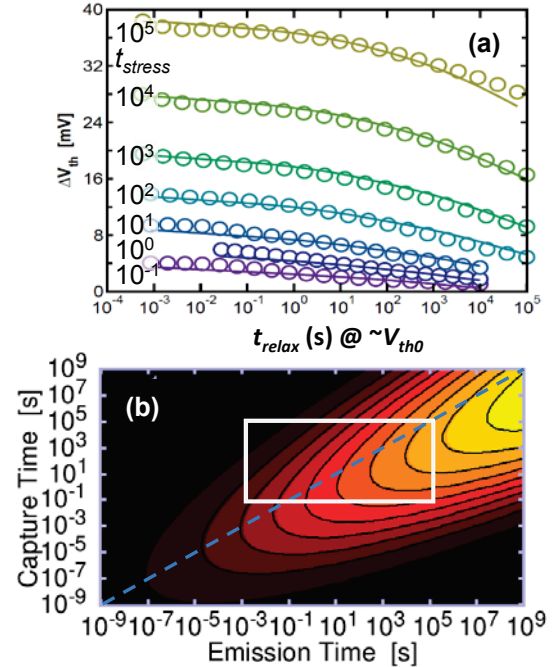 (a)
40
32
24
16
8
0
ΔVth [mV]
10^5
t_stress
10^4
10^3
10^2
10^1
10^0
10^-1
10^-4 10^-3 10^-2 10^-1 10^0 10^1 10^2 10^3 10^4 10^5
t_relax (s) @ ~V_th0
(b)
10^9
10^7
10^5
10^3
10^1
10^-1
10^-3
10^-5
10^-7
10^-9
Capture Time [s]
10^-9 10^-7 10^-5 10^-3 10^-1 10^1 10^3 10^5 10^7 10^9
Emission Time [s]